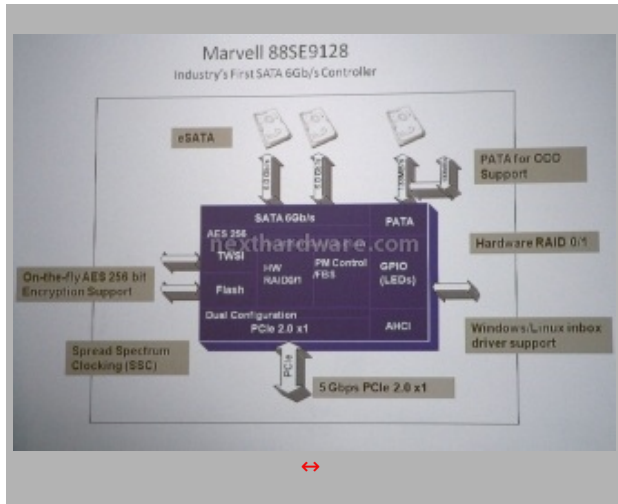 Marvell 88SE9128
Industry's First SATA 6Gb/s Controller
eSATA
6.0 Gb/s
PATA for ODD
Support
SATA 6Gb/s
PATA
AES 256
nexthardware.com
Hardware RAID 0/1
TWSI
HW
RAID0/1
PM Control
/FBS
GPIO
(LEDs)
On-the-fly AES 256 bit
Encryption Support
Flash
Dual Configuration
PCIe 2.0 x1
AHCI
Windows/Linux inbox
driver support
Spread Spectrum
Clocking (SSC)
PCIe
5 Gbps PCIe 2.0 x1